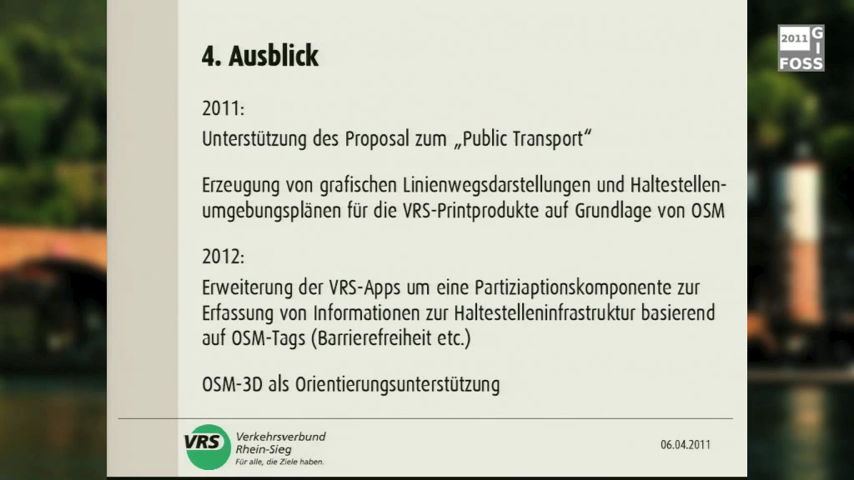 4. Ausblick
2011:
Unterstützung des Proposal zum „Public Transport“
Erzeugung von grafischen Linienwegsdarstellungen und Haltestellen-
umgebungsplänen für die VRS-Printprodukte auf Grundlage von OSM
2012:
Erweiterung der VRS-Apps um eine Partiziaptionskomponente zur
Erfassung von Informationen zur Haltestelleninfrastruktur basierend
auf OSM-Tags (Barrierefreiheit etc.)
OSM-3D als Orientierungsunterstützung
VRS
Verkehrsverbund
Rhein-Sieg
Für alle, die Ziele haben.
06.04.2011
2011
GI
FOSS